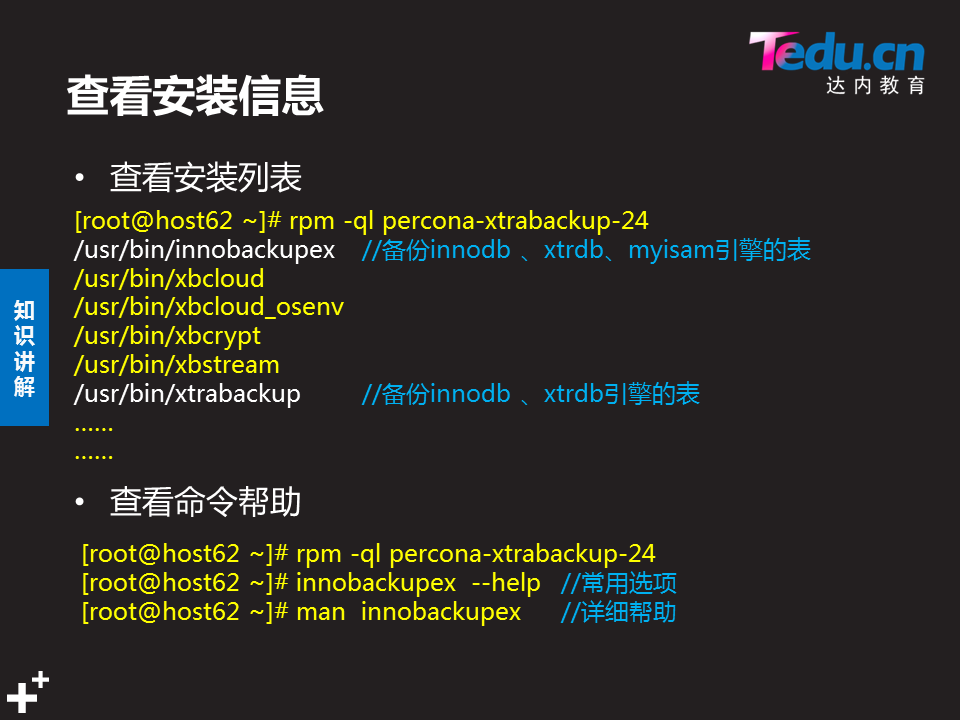 Tedu.cn
达内教育
查看安装信息
• 查看安装列表
[root@host62 ~]# rpm -ql percona-xtrabackup-24
/usr/bin/innobackupex //备份innodb 、xtrdb、myisam引擎的表
/usr/bin/xbcloud
/usr/bin/xbcloud_osenv
/usr/bin/xbcrypt
/usr/bin/xbstream
/usr/bin/xtrabackup //备份innodb 、xtrdb引擎的表
……
……
知识讲解
• 查看命令帮助
[root@host62 ~]# rpm -ql percona-xtrabackup-24
[root@host62 ~]# innobackupex --help //常用选项
[root@host62 ~]# man innobackupex //详细帮助